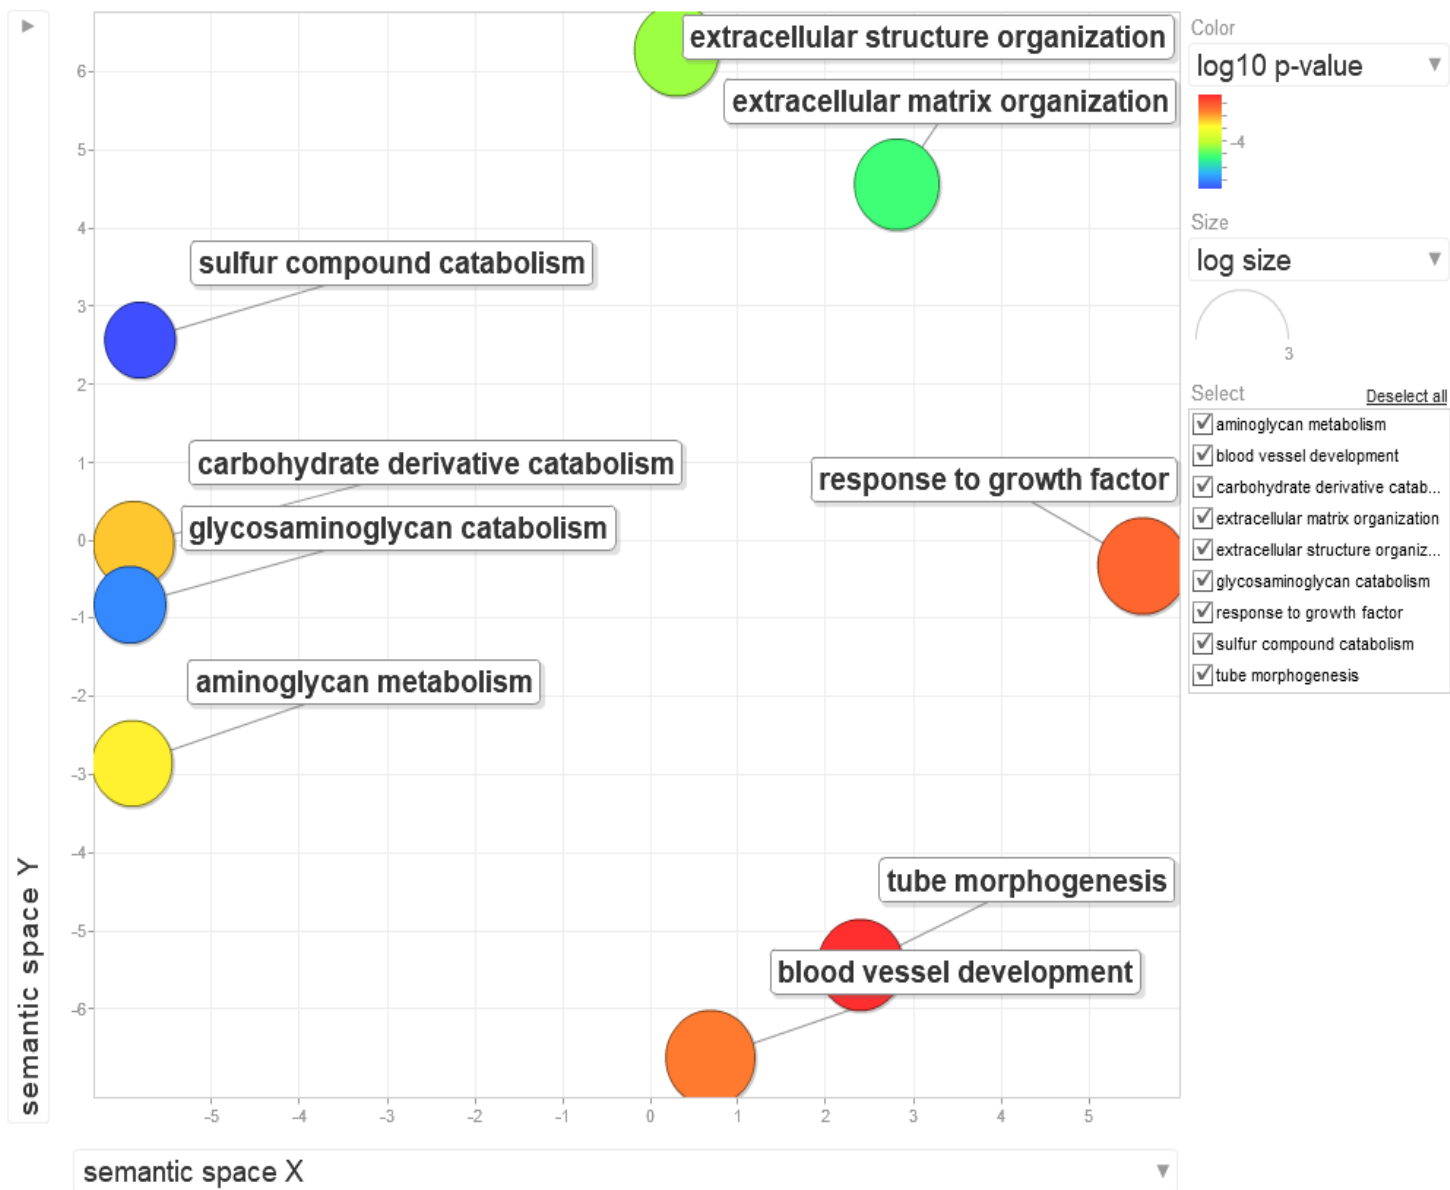 extracellular structure organization
extracellular matrix organization
sulfur compound catabolism
carbohydrate derivative catabolism
glycosaminoglycan catabolism
response to growth factor
aminoglycan metabolism
tube morphogenesis
blood vessel development
6
5
4
3
2
1
0
-1
-2
-3
-4
-5
-6
semantic space Y
-5 -4 -3 -2 -1 0 1 2 3 4 5
semantic space X
Color
log10 p-value
-4
Size
log size
3
Select Deselect all
aminoglycan metabolism
blood vessel development
carbohydrate derivative catab...
extracellular matrix organization
extracellular structure organiz...
glycosaminoglycan catabolism
response to growth factor
sulfur compound catabolism
tube morphogenesis